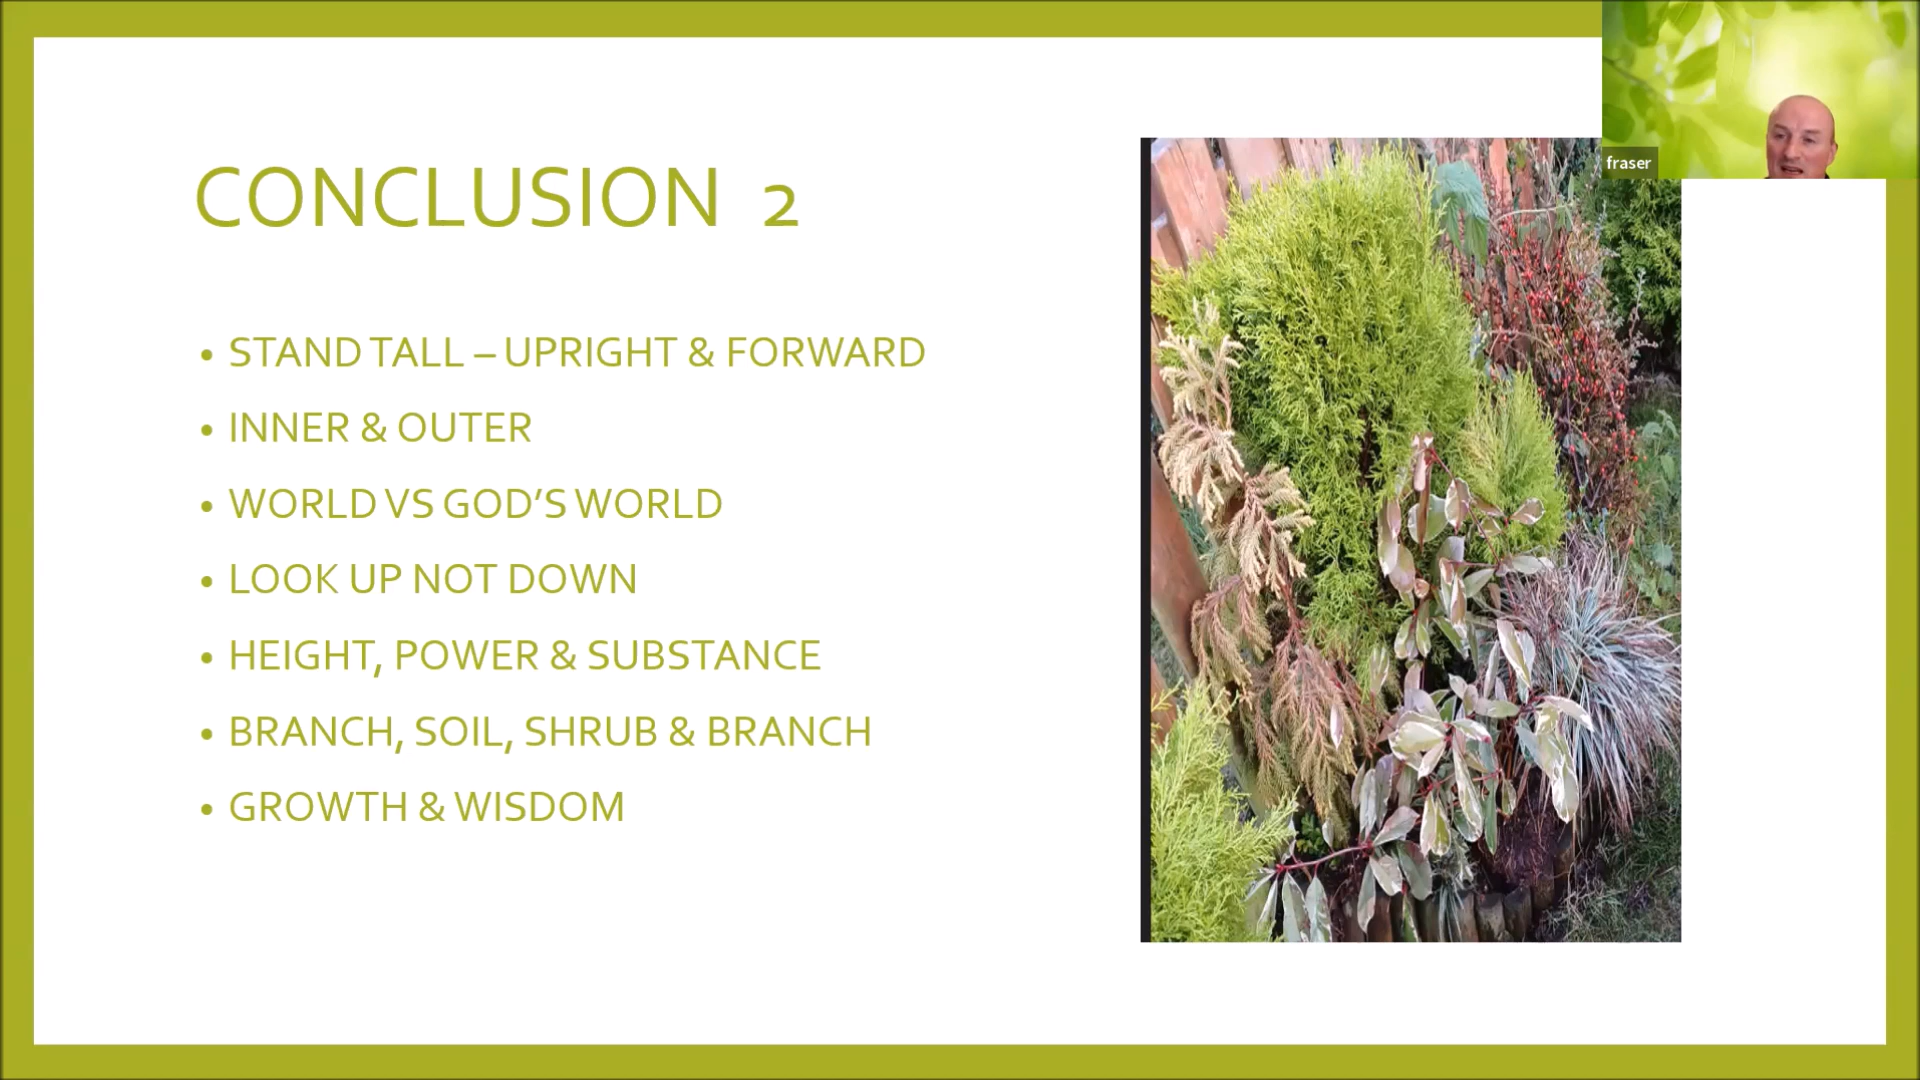 CONCLUSION 2
• STAND TALL – UPRIGHT & FORWARD
• INNER & OUTER
• WORLD VS GOD’S WORLD
• LOOK UP NOT DOWN
• HEIGHT, POWER & SUBSTANCE
• BRANCH, SOIL, SHRUB & BRANCH
• GROWTH & WISDOM
fraser